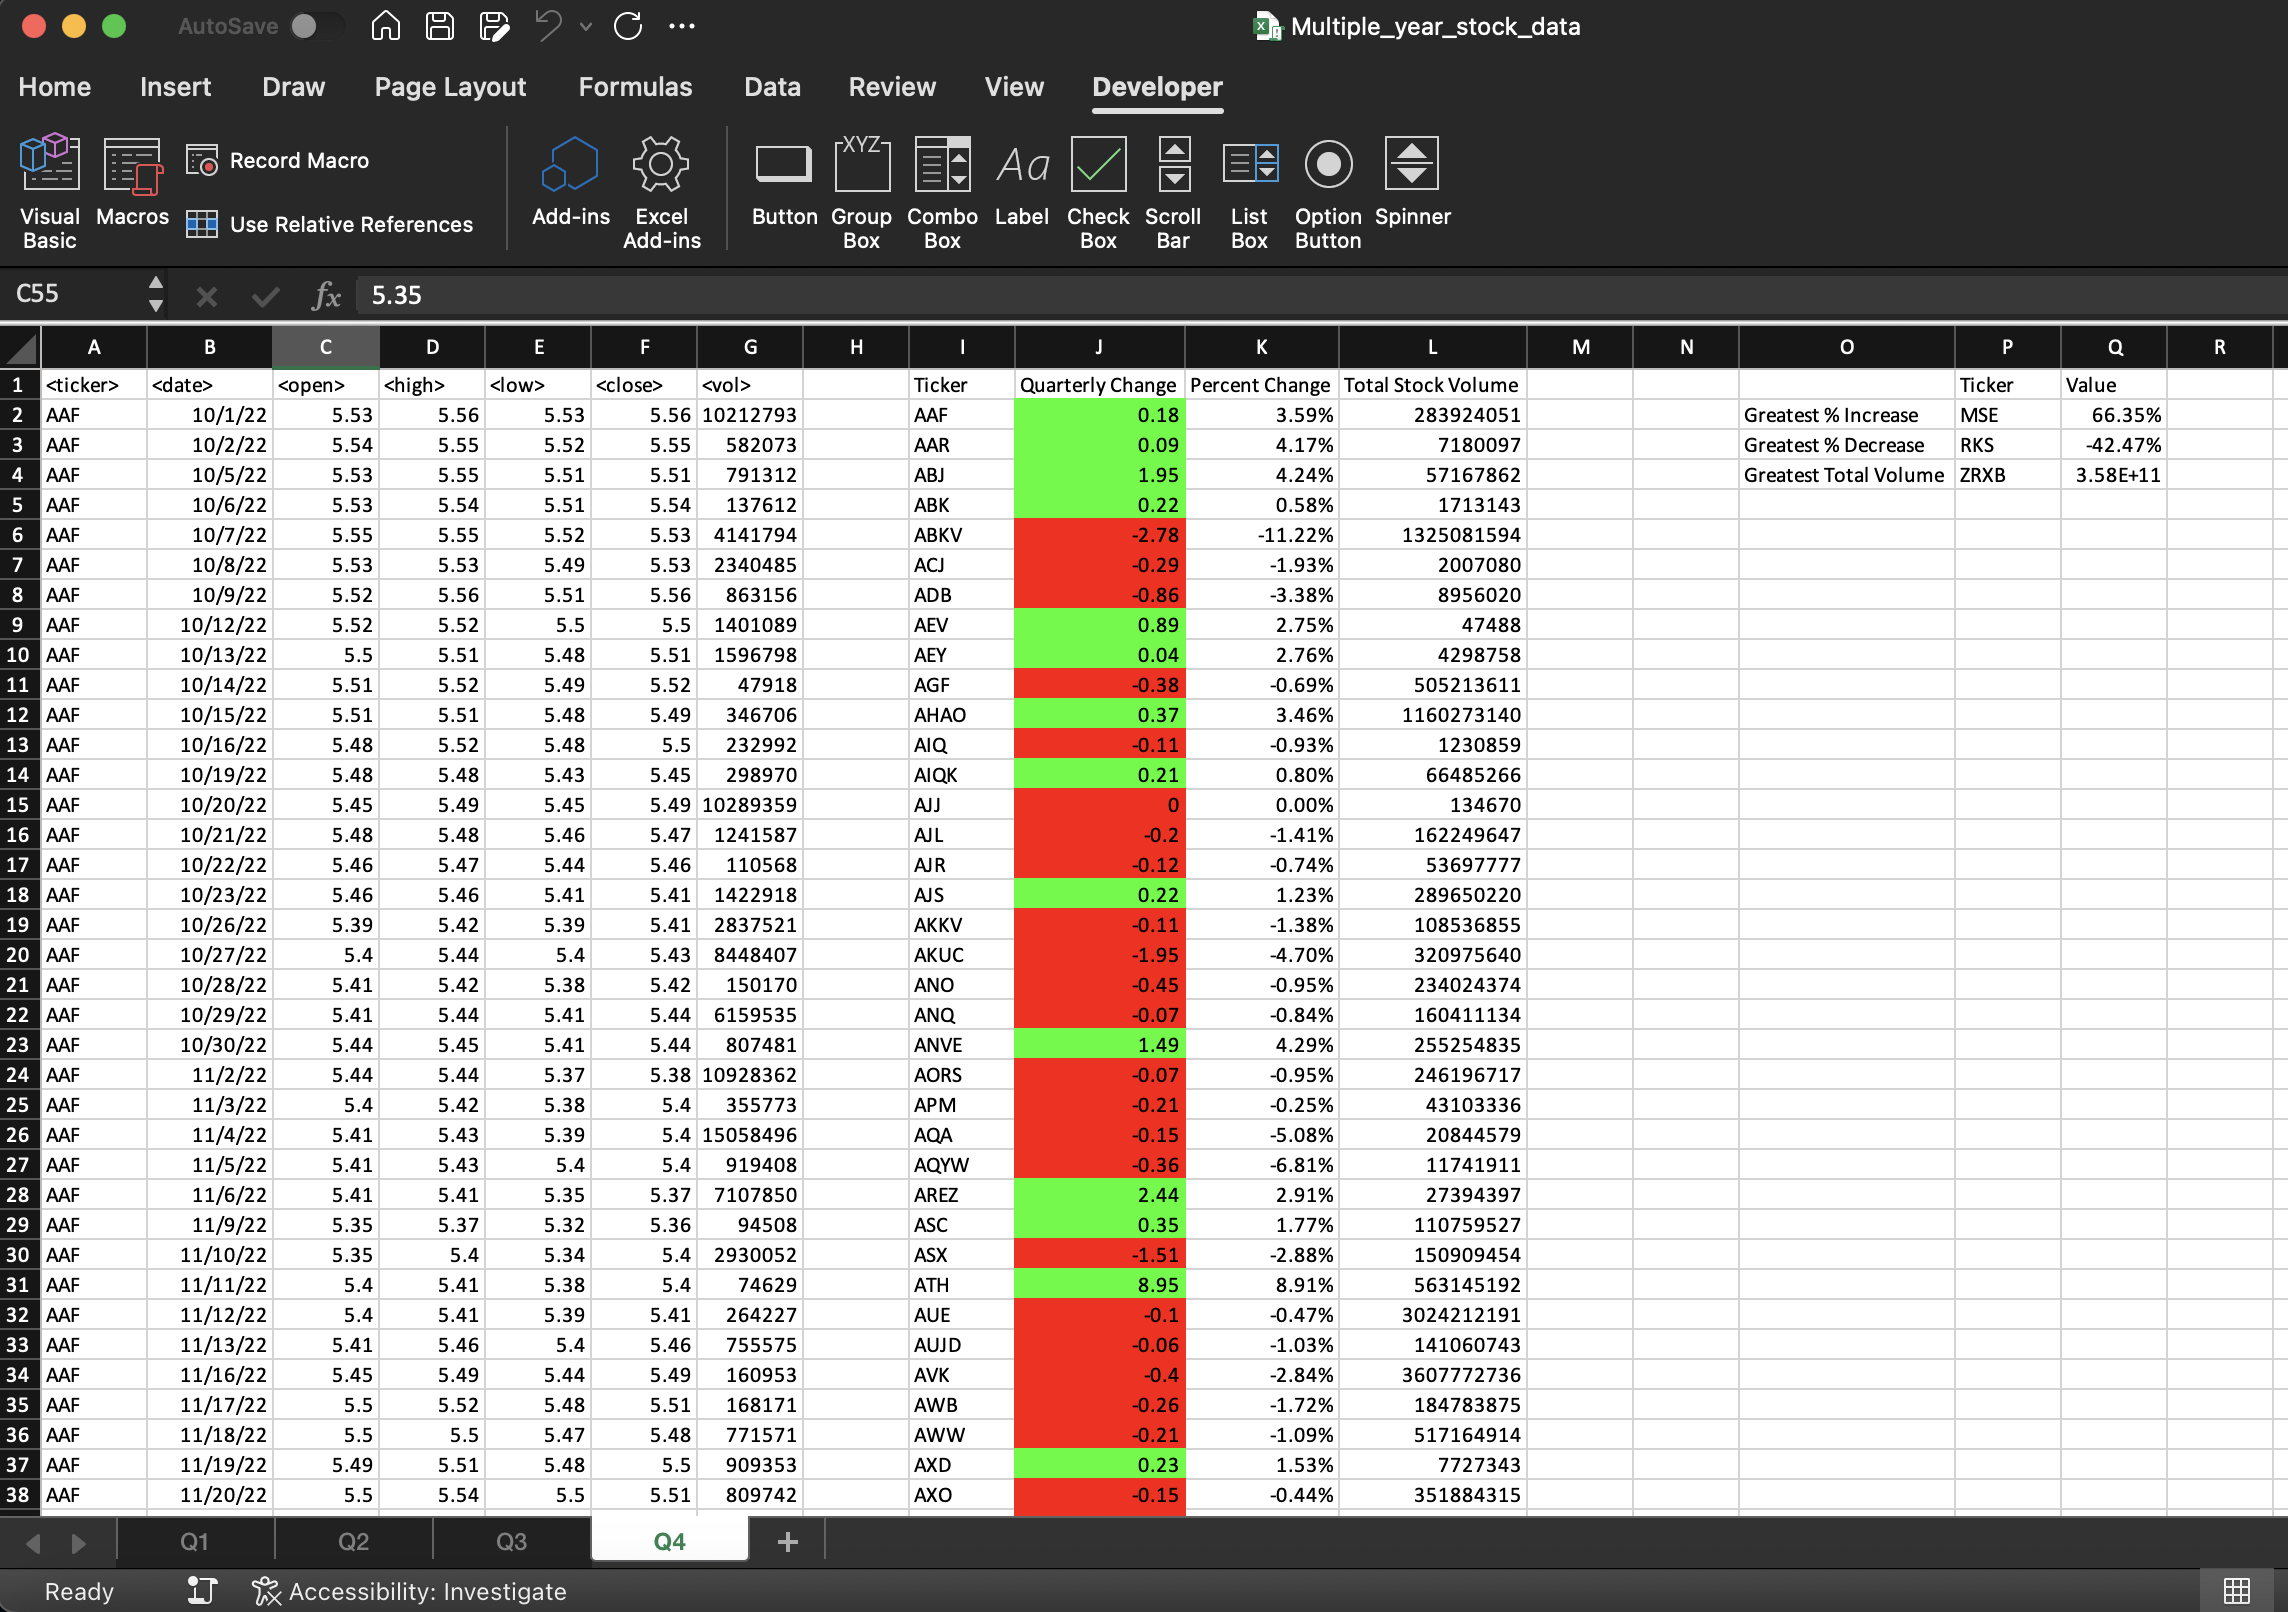 AutoSave Multiple_year_stock_data
Home Insert Draw Page Layout Formulas Data Review View Developer
Visual Basic Macros Record Macro Use Relative References Add-ins Excel Add-ins Button XYZ Group Box Combo Box Aa Label Check Box Scroll Bar List Box Option Button Spinner
C55 fx 5.35
A B C D E F G H I J K L M N O P Q R
1 <ticker> <date> <open> <high> <low> <close> <vol> Ticker Quarterly Change Percent Change Total Stock Volume Ticker Value
2 AAF 10/1/22 5.53 5.56 5.53 5.56 10212793 AAF 0.18 3.59% 283924051 Greatest % Increase MSE 66.35%
3 AAF 10/2/22 5.54 5.55 5.52 5.55 582073 AAR 0.09 4.17% 7180097 Greatest % Decrease RKS -42.47%
4 AAF 10/5/22 5.53 5.55 5.51 5.51 791312 ABJ 1.95 4.24% 57167862 Greatest Total Volume ZRXB 3.58E+11
5 AAF 10/6/22 5.53 5.54 5.51 5.54 137612 ABK 0.22 0.58% 1713143
6 AAF 10/7/22 5.55 5.55 5.52 5.53 4141794 ABKV -2.78 -11.22% 1325081594
7 AAF 10/8/22 5.53 5.53 5.49 5.53 2340485 ACJ -0.29 -1.93% 2007080
8 AAF 10/9/22 5.52 5.56 5.51 5.56 863156 ADB -0.86 -3.38% 8956020
9 AAF 10/12/22 5.52 5.52 5.5 5.5 1401089 AEV 0.89 2.75% 47488
10 AAF 10/13/22 5.5 5.51 5.48 5.51 1596798 AEY 0.04 2.76% 4298758
11 AAF 10/14/22 5.51 5.52 5.49 5.52 47918 AGF -0.38 -0.69% 505213611
12 AAF 10/15/22 5.51 5.51 5.48 5.49 346706 AHAO 0.37 3.46% 1160273140
13 AAF 10/16/22 5.48 5.52 5.48 5.5 232992 AIQ -0.11 -0.93% 1230859
14 AAF 10/19/22 5.48 5.48 5.43 5.45 298970 AIQK 0.21 0.80% 66485266
15 AAF 10/20/22 5.45 5.49 5.45 5.49 10289359 AJJ 0 0.00% 134670
16 AAF 10/21/22 5.48 5.48 5.46 5.47 1241587 AJL -0.2 -1.41% 162249647
17 AAF 10/22/22 5.46 5.47 5.44 5.46 110568 AJR -0.12 -0.74% 53697777
18 AAF 10/23/22 5.46 5.46 5.41 5.41 1422918 AJS 0.22 1.23% 289650220
19 AAF 10/26/22 5.39 5.42 5.39 5.41 2837521 AKKV -0.11 -1.38% 108536855
20 AAF 10/27/22 5.4 5.44 5.4 5.43 8448407 AKUC -1.95 -4.70% 320975640
21 AAF 10/28/22 5.41 5.42 5.38 5.42 150170 ANO -0.45 -0.95% 234024374
22 AAF 10/29/22 5.41 5.44 5.41 5.44 6159535 ANQ -0.07 -0.84% 160411134
23 AAF 10/30/22 5.44 5.45 5.41 5.44 807481 ANVE 1.49 4.29% 255254835
24 AAF 11/2/22 5.44 5.44 5.37 5.38 10928362 AORS -0.07 -0.95% 246196717
25 AAF 11/3/22 5.4 5.42 5.38 5.4 355773 APM -0.21 -0.25% 43103336
26 AAF 11/4/22 5.41 5.43 5.39 5.4 15058496 AQA -0.15 -5.08% 20844579
27 AAF 11/5/22 5.41 5.43 5.4 5.4 919408 AQYW -0.36 -6.81% 11741911
28 AAF 11/6/22 5.41 5.41 5.35 5.37 7107850 AREZ 2.44 2.91% 27394397
29 AAF 11/9/22 5.35 5.37 5.32 5.36 94508 ASC 0.35 1.77% 110759527
30 AAF 11/10/22 5.35 5.4 5.34 5.4 2930052 ASX -1.51 -2.88% 150909454
31 AAF 11/11/22 5.4 5.41 5.38 5.4 74629 ATH 8.95 8.91% 563145192
32 AAF 11/12/22 5.4 5.41 5.39 5.41 264227 AUE -0.1 -0.47% 3024212191
33 AAF 11/13/22 5.41 5.46 5.4 5.46 755575 AUJD -0.06 -1.03% 141060743
34 AAF 11/16/22 5.45 5.49 5.44 5.49 160953 AVK -0.4 -2.84% 3607772736
35 AAF 11/17/22 5.5 5.52 5.48 5.51 168171 AWB -0.26 -1.72% 184783875
36 AAF 11/18/22 5.5 5.5 5.47 5.48 771571 AWW -0.21 -1.09% 517164914
37 AAF 11/19/22 5.49 5.51 5.48 5.5 909353 AXD 0.23 1.53% 7727343
38 AAF 11/20/22 5.5 5.54 5.5 5.51 809742 AXO -0.15 -0.44% 351884315
Q1 Q2 Q3 Q4 +
Ready Accessibility: Investigate